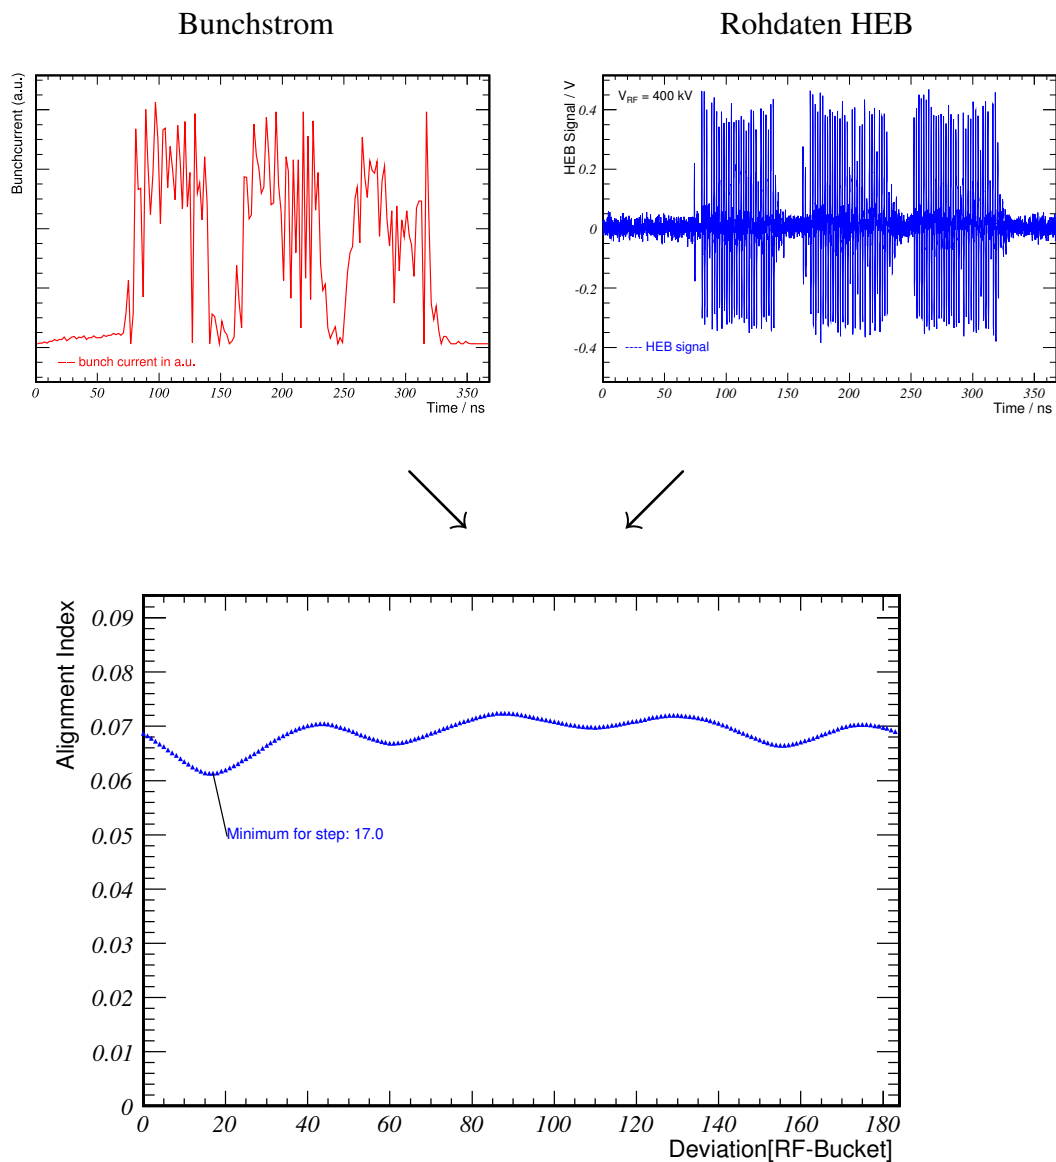 Bunchstrom
Rohdaten HEB
Bunchcurrent (a.u.)
— bunch current in a.u.
0 50 100 150 200 250 300 350
Time / ns
HEB Signal / V
V_RF = 400 kV
0.4
0.2
0
-0.2
-0.4
---- HEB signal
0 50 100 150 200 250 300 350
Time / ns
Alignment Index
0.09
0.08
0.07
0.06
0.05
0.04
0.03
0.02
0.01
0
Minimum for step: 17.0
0 20 40 60 80 100 120 140 160 180
Deviation[RF-Bucket]